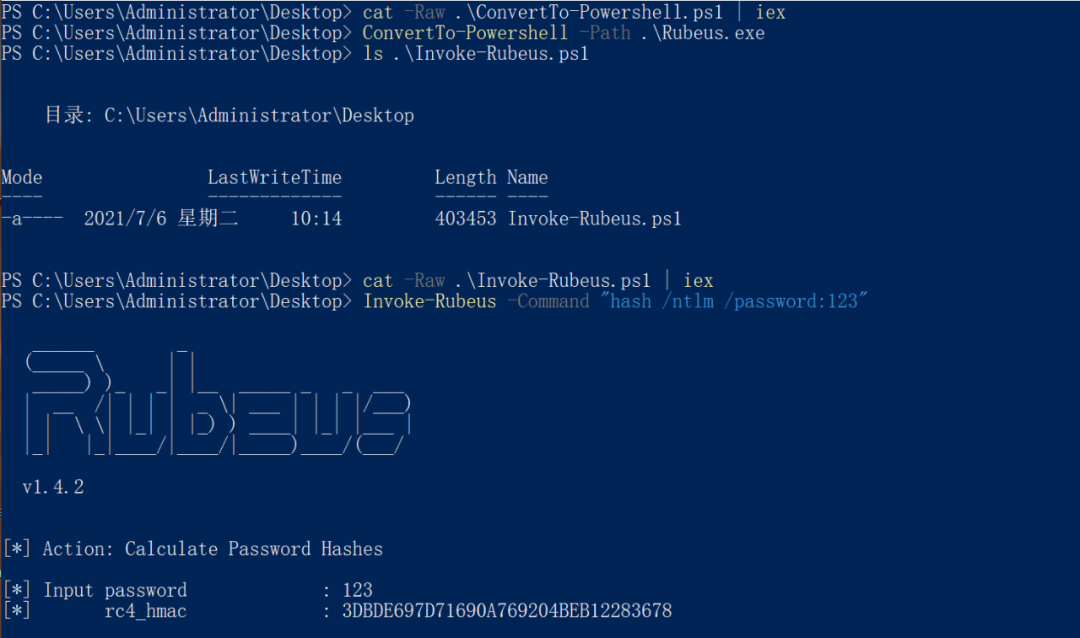 PS C:\Users\Administrator\Desktop> cat -Raw .\ConvertTo-Powershell.ps1 | iex
PS C:\Users\Administrator\Desktop> ConvertTo-Powershell -Path .\Rubeus.exe
PS C:\Users\Administrator\Desktop> ls .\Invoke-Rubeus.ps1
目录: C:\Users\Administrator\Desktop
Mode LastWriteTime Length Name
---- ------------- ------ ----
-a---- 2021/7/6 星期二 10:14 403453 Invoke-Rubeus.ps1
PS C:\Users\Administrator\Desktop> cat -Raw .\Invoke-Rubeus.ps1 | iex
PS C:\Users\Administrator\Desktop> Invoke-Rubeus -Command "hash /ntlm /password:123"
Rubeus
v1.4.2
[*] Action: Calculate Password Hashes
[*] Input password : 123
[*] rc4_hmac : 3DBDE697D71690A769204BEB12283678